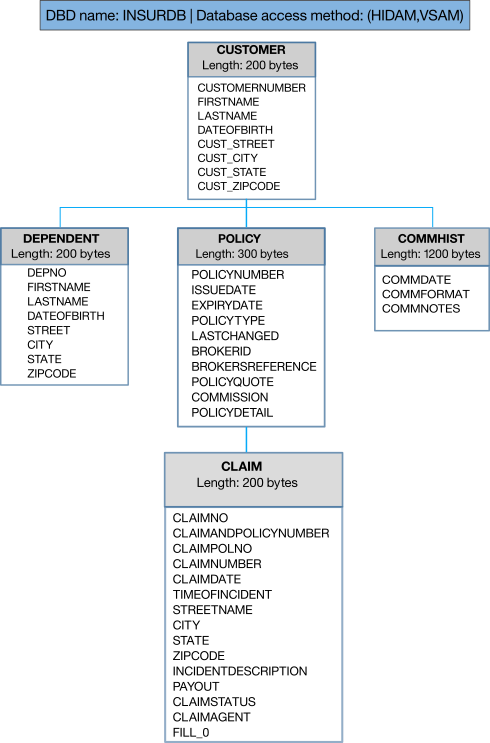 DBD name: INSURDB | Database access method: (HIDAM,VSAM)
CUSTOMER
Length: 200 bytes
CUSTOMERNUMBER
FIRSTNAME
LASTNAME
DATEOFBIRTH
CUST_STREET
CUST_CITY
CUST_STATE
CUST_ZIPCODE
DEPENDENT
Length: 200 bytes
DEPNO
FIRSTNAME
LASTNAME
DATEOFBIRTH
STREET
CITY
STATE
ZIPCODE
POLICY
Length: 300 bytes
POLICYNUMBER
ISSUEDATE
EXPIRYDATE
POLICYTYPE
LASTCHANGED
BROKERID
BROKERSREFERENCE
POLICYQUOTE
COMMISSION
POLICYDETAIL
COMMHIST
Length: 1200 bytes
COMMDATE
COMMFORMAT
COMMNOTES
CLAIM
Length: 200 bytes
CLAIMNO
CLAIMANDPOLICYNUMBER
CLAIMPOLNO
CLAIMNUMBER
CLAIMDATE
TIMEOFINCIDENT
STREETNAME
CITY
STATE
ZIPCODE
INCIDENTDESCRIPTION
PAYOUT
CLAIMSTATUS
CLAIMAGENT
FILL_0